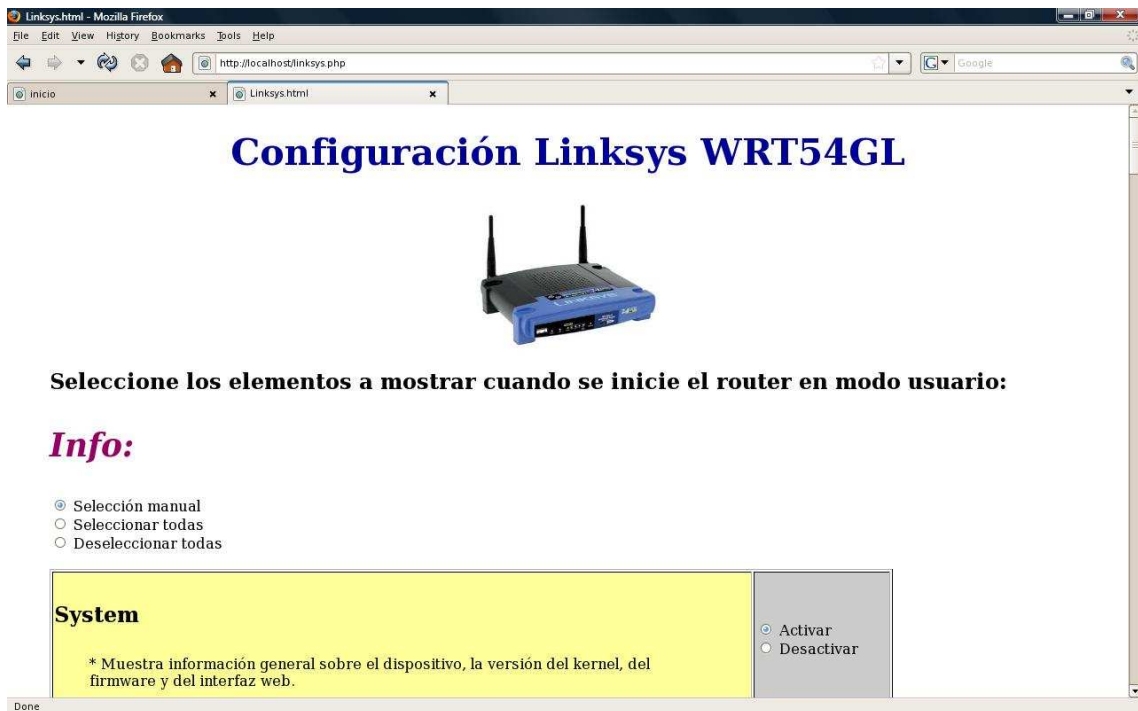 Linksys.html - Mozilla Firefox
File Edit View History Bookmarks Tools Help
http://localhost/linksys.php
G Google
inicio
Linksys.html
Configuración Linksys WRT54GL
Seleccione los elementos a mostrar cuando se inicie el router en modo usuario:
Info:
Selección manual
Seleccionar todas
Deseleccionar todas
System
Activar
Desactivar
* Muestra información general sobre el dispositivo, la versión del kernel, del
firmware y del interfaz web.
Done